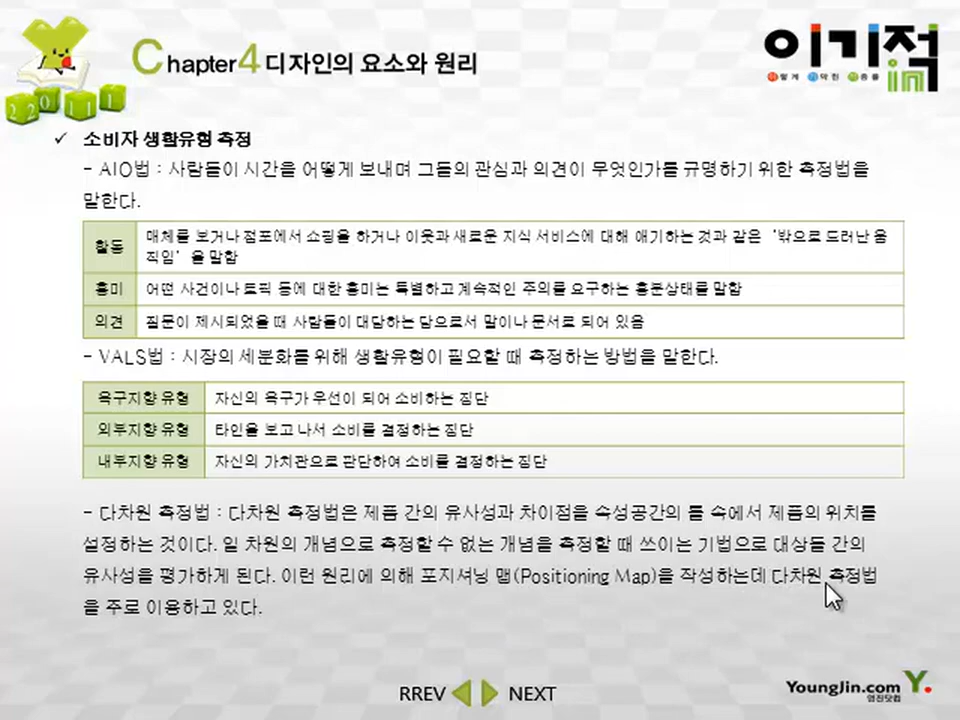 Chapter4 디자인의 요소와 원리
이기적in
이렇게 기막힌 적중률
✓ 소비자 생활유형 측정
- AIO법 : 사람들이 시간을 어떻게 보내며 그들의 관심과 의견이 무엇인가를 규명하기 위한 측정법을
말한다.
활동
매체를 보거나 점포에서 쇼핑을 하거나 이웃과 새로운 지식 서비스에 대해 얘기하는 것과 같은 ‘밖으로 드러난 움
직임’ 을 말함
흥미
어떤 사건이나 토픽 등에 대한 흥미는 특별하고 계속적인 주의를 요구하는 흥분상태를 말함
의견
질문이 제시되었을 때 사람들이 대답하는 답으로서 말이나 문서로 되어 있음
- VALS법 : 시장의 세분화를 위해 생활유형이 필요할 때 측정하는 방법을 말한다.
욕구지향 유형
자신의 욕구가 우선이 되어 소비하는 집단
외부지향 유형
타인을 보고 나서 소비를 결정하는 집단
내부지향 유형
자신의 가치관으로 판단하여 소비를 결정하는 집단
- 다차원 측정법 : 다차원 측정법은 제품 간의 유사성과 차이점을 속성공간의 틀 속에서 제품의 위치를
설정하는 것이다. 일 차원의 개념으로 측정할 수 없는 개념을 측정할 때 쓰이는 기법으로 대상들 간의
유사성을 평가하게 된다. 이런 원리에 의해 포지셔닝 맵(Positioning Map)을 작성하는데 다차원 측정법
을 주로 이용하고 있다.
RREV NEXT
YoungJin.com Y.
영진닷컴